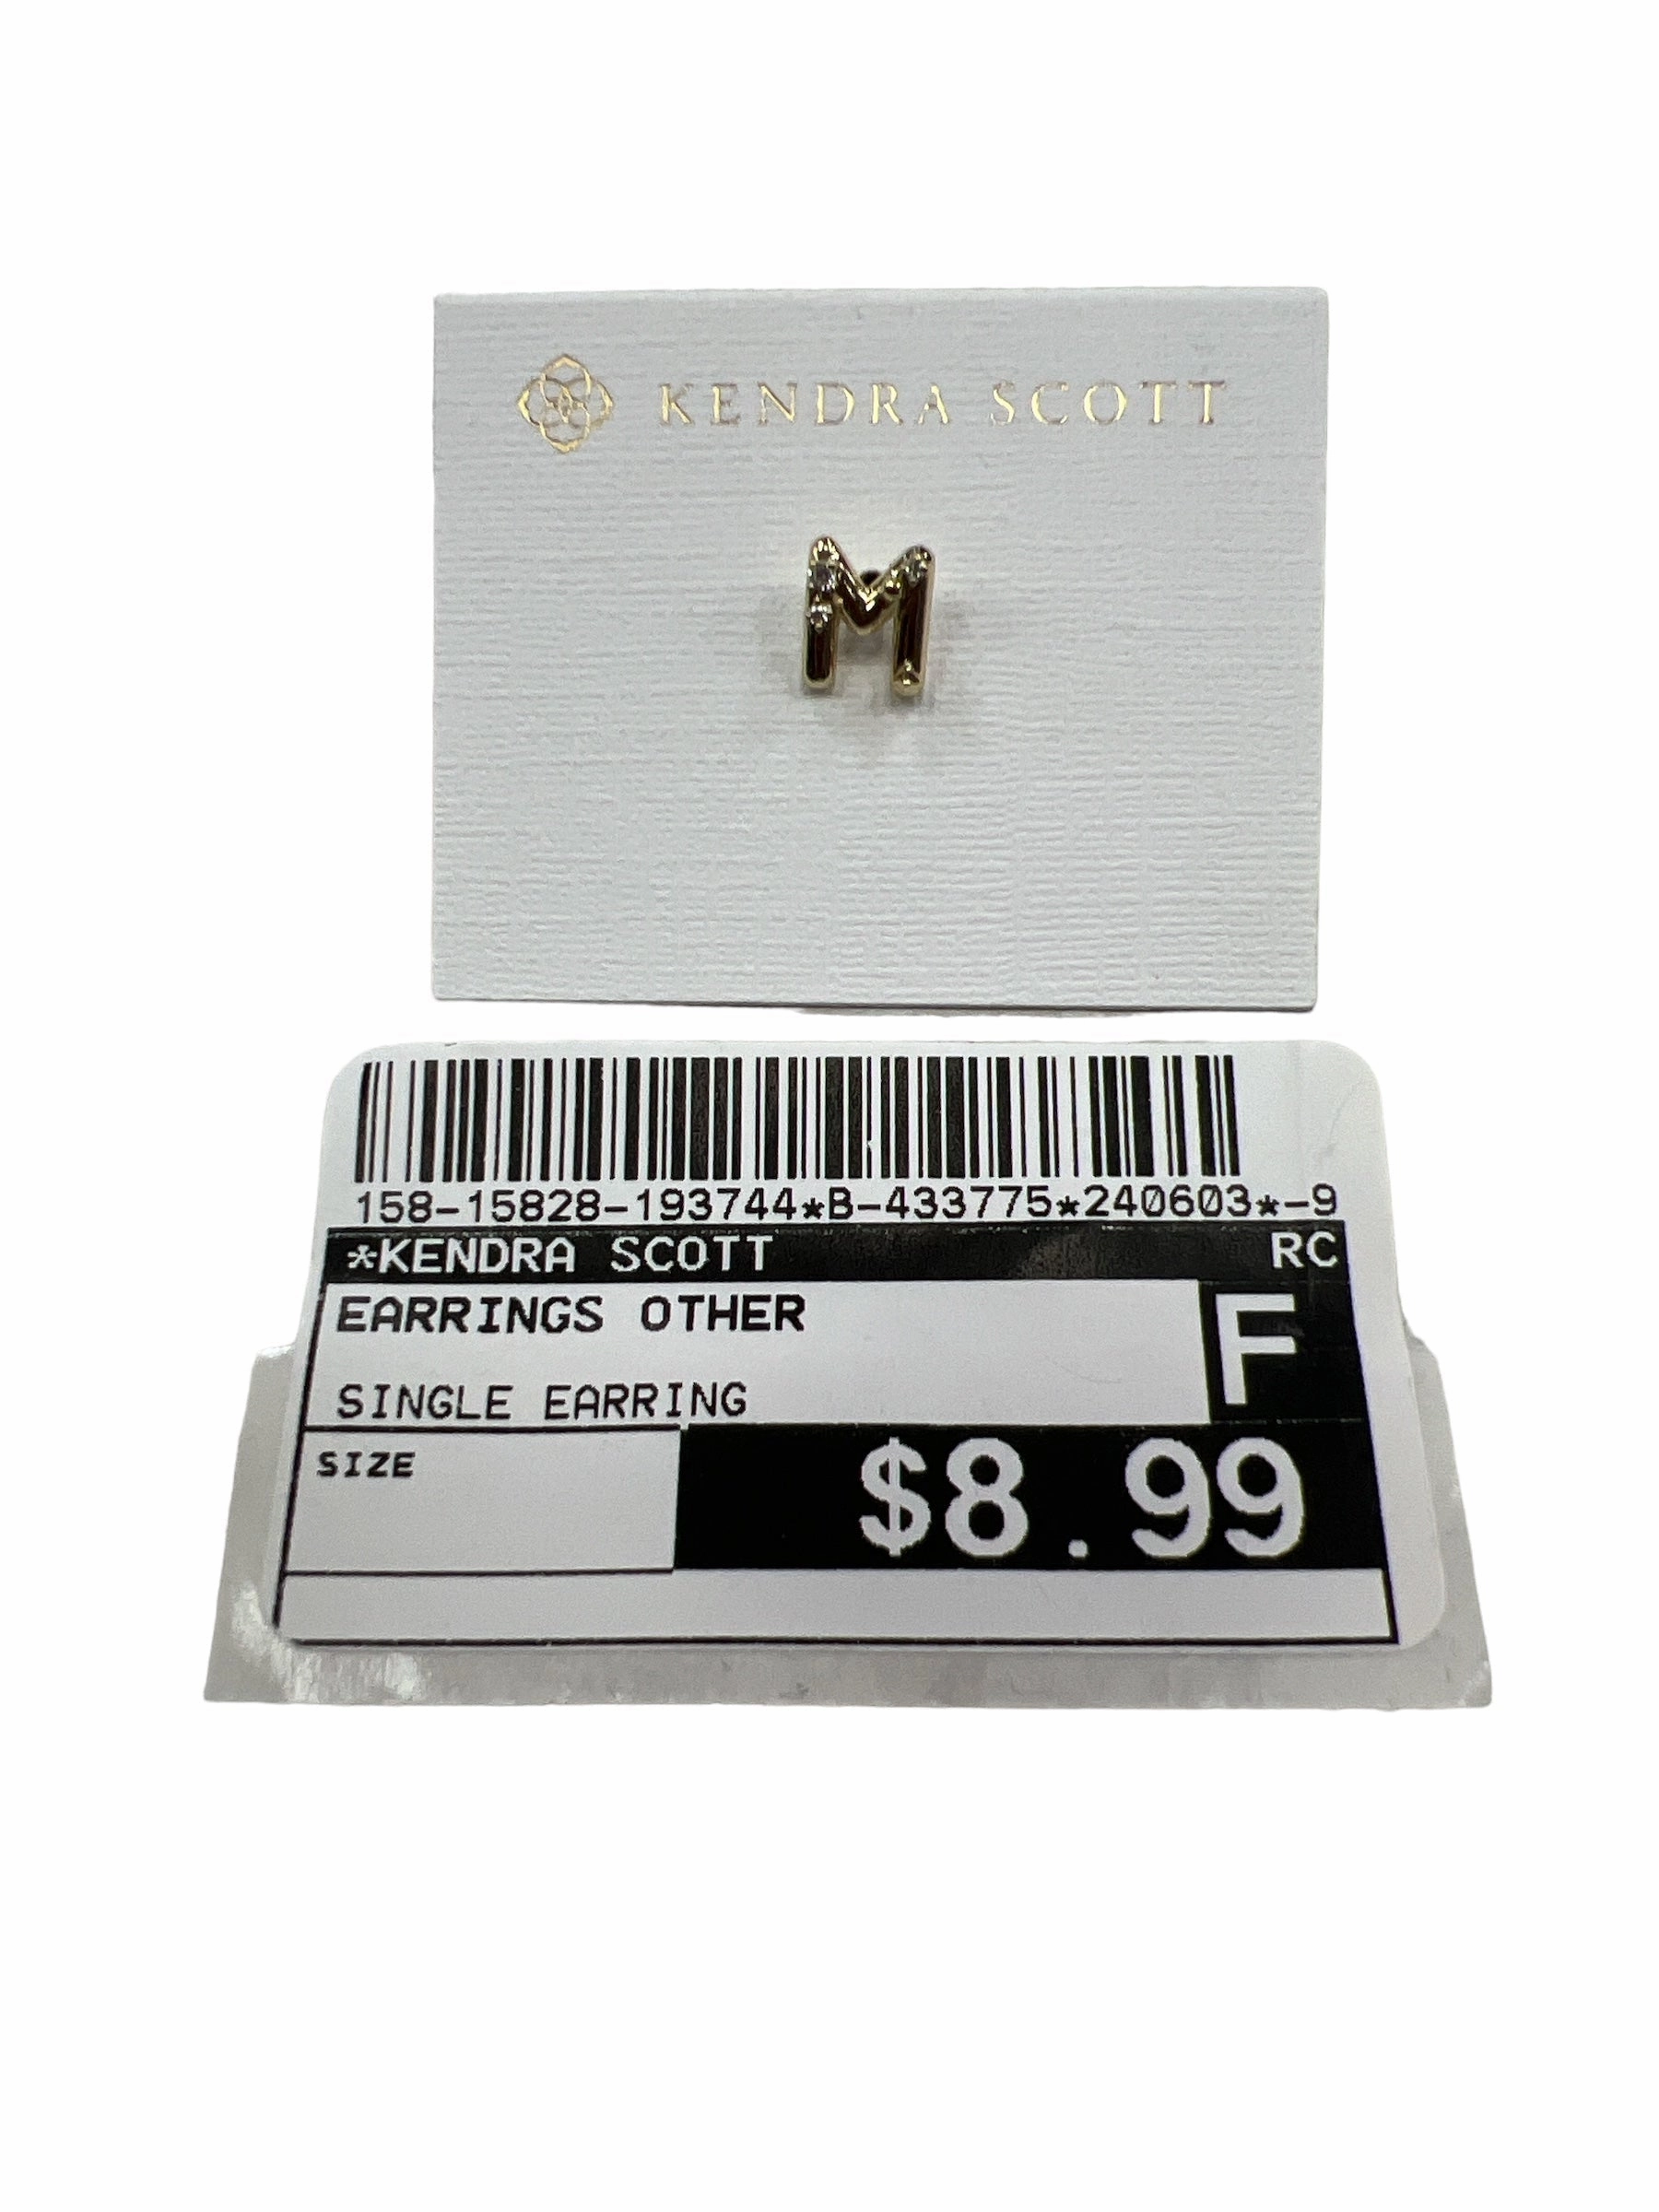 KENDRA SCOTT
M
158-15828-193744*B-433775*240603*-9
*KENDRA SCOTT RC
EARRINGS OTHER
F
SINGLE EARRING
SIZE
$8.99